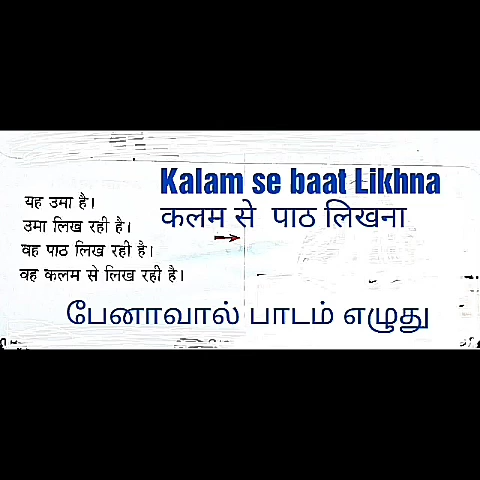 यह उमा है।
उमा लिख रही है।
वह पाठ लिख रही है।
वह कलम से लिख रही है।
Kalam se baat Likhna
कलम से पाठ लिखना
பேனாவால் பாடம் எழுது